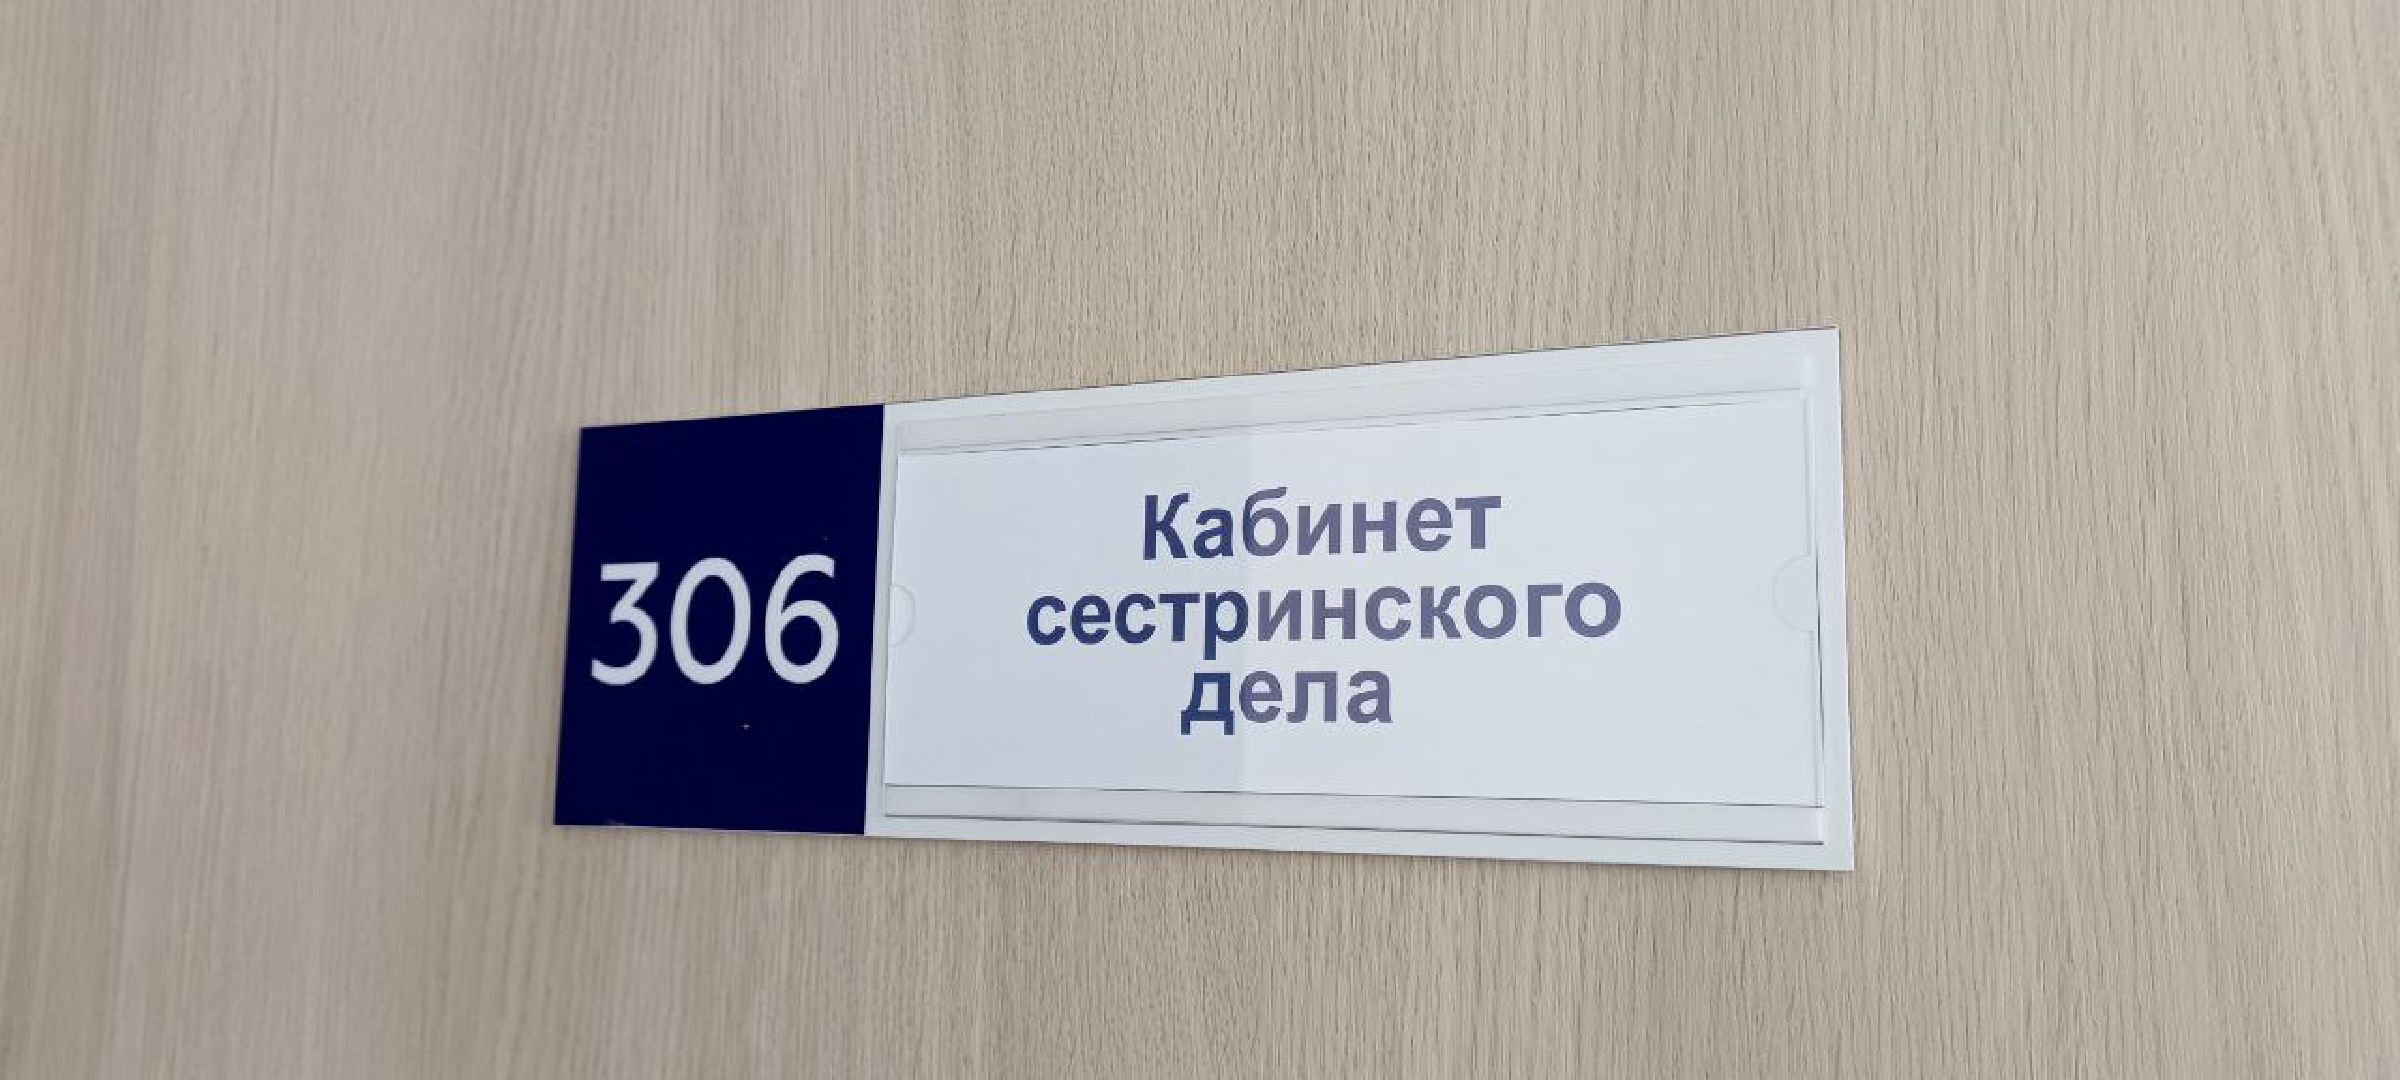 306
Кабинет
сестринского
дела